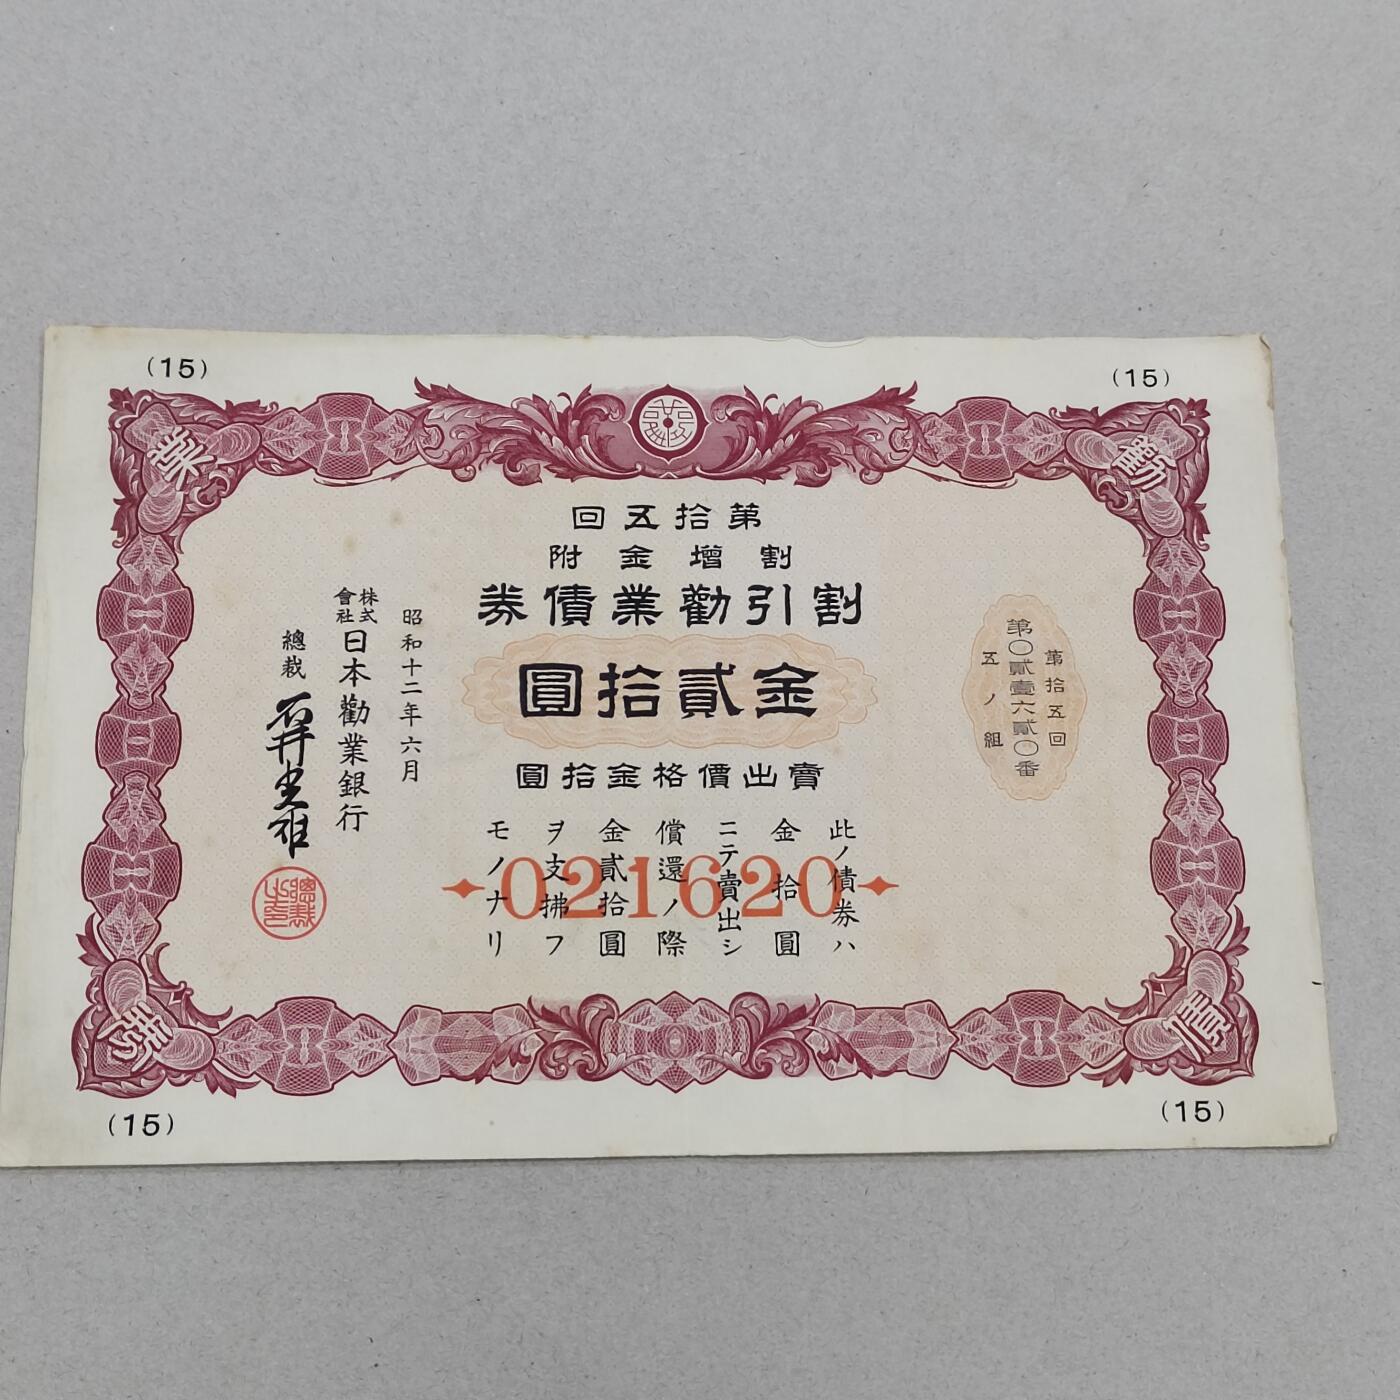 (15)
(15)
勸
業
債
券
第拾五回
割增金附
割引勸業債券
金貳拾圓
賣出價格金拾圓
第拾五回
第〇貳壹六貳〇番
五ノ組
此ノ債券ハ
金拾圓
ニテ賣出シ
償還ノ際
金貳拾圓
ヲ支拂フ
モノナリ
021620
昭和十二年六月
株式會社日本勸業銀行
總裁
(15)
(15)